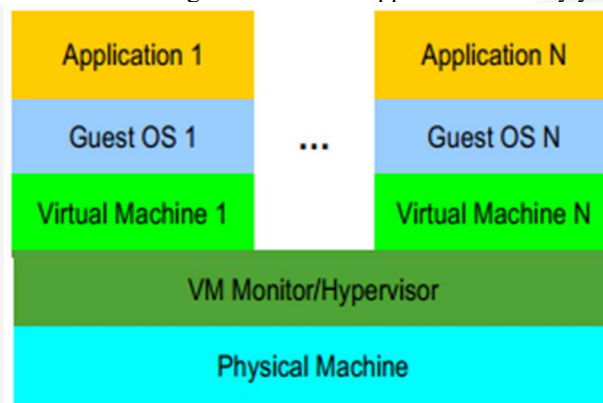 Application 1
Application N
Guest OS 1
...
Guest OS N
Virtual Machine 1
Virtual Machine N
VM Monitor/Hypervisor
Physical Machine